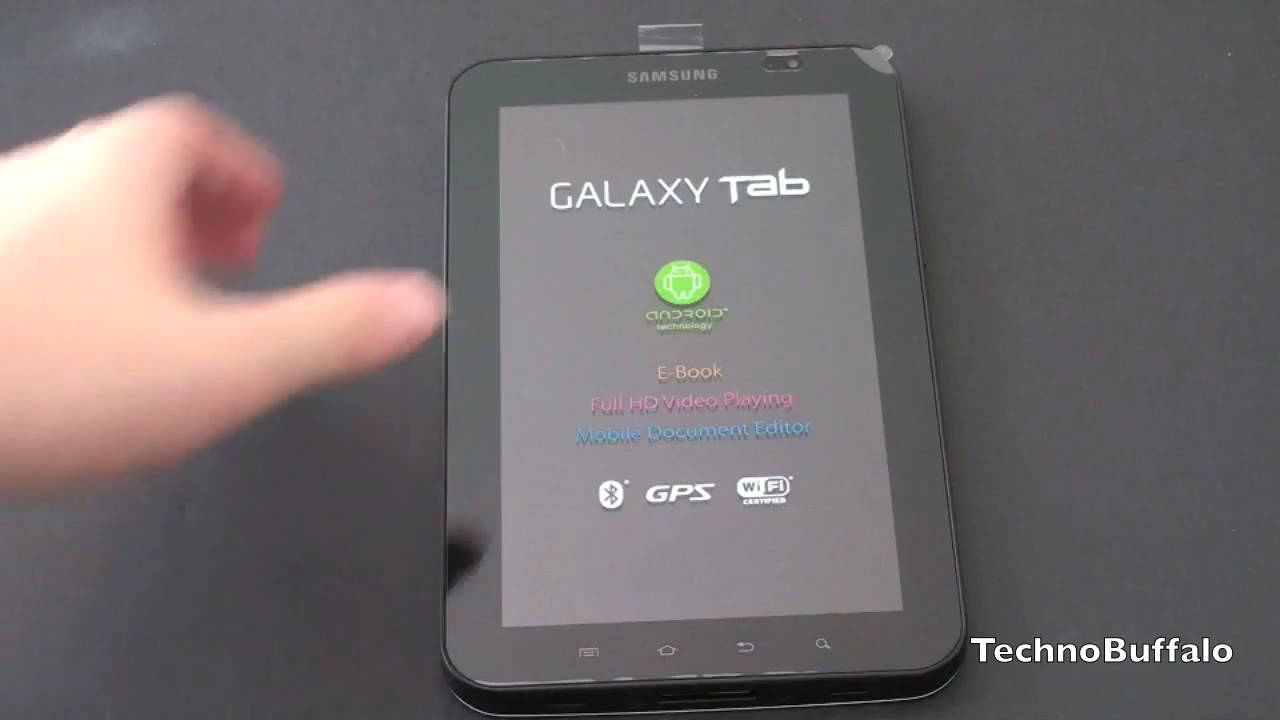 SAMSUNG
GALAXY Tab
ANDROID
technology
E-Book
Full HD Video Playing
Mobile Document Editor
GPS
Wi Fi
CERTIFIED
TechnoBuffalo